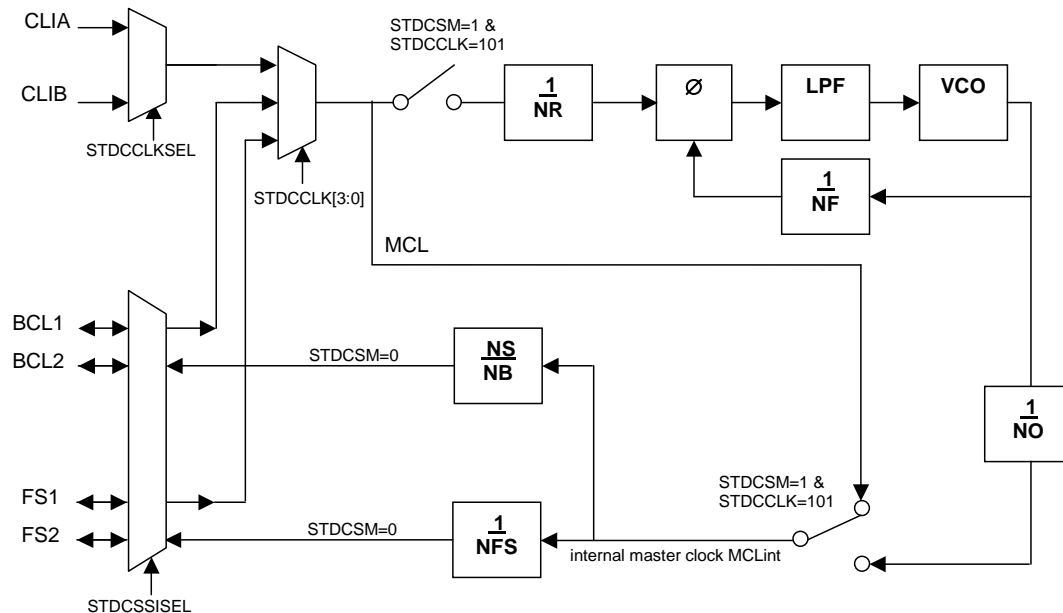 CLIA
CLIB
STDCCLKSEL
STDCCLK[3:0]
STDCSM=1 &
STDCCLK=101
1
NR
Ø
LPF
VCO
1
NF
MCL
BCL1
BCL2
STDCSM=0
NS
NB
1
NO
FS1
FS2
STDCSM=0
1
NFS
STDCSM=1 &
STDCCLK=101
internal master clock MCLint
STDCSSISEL